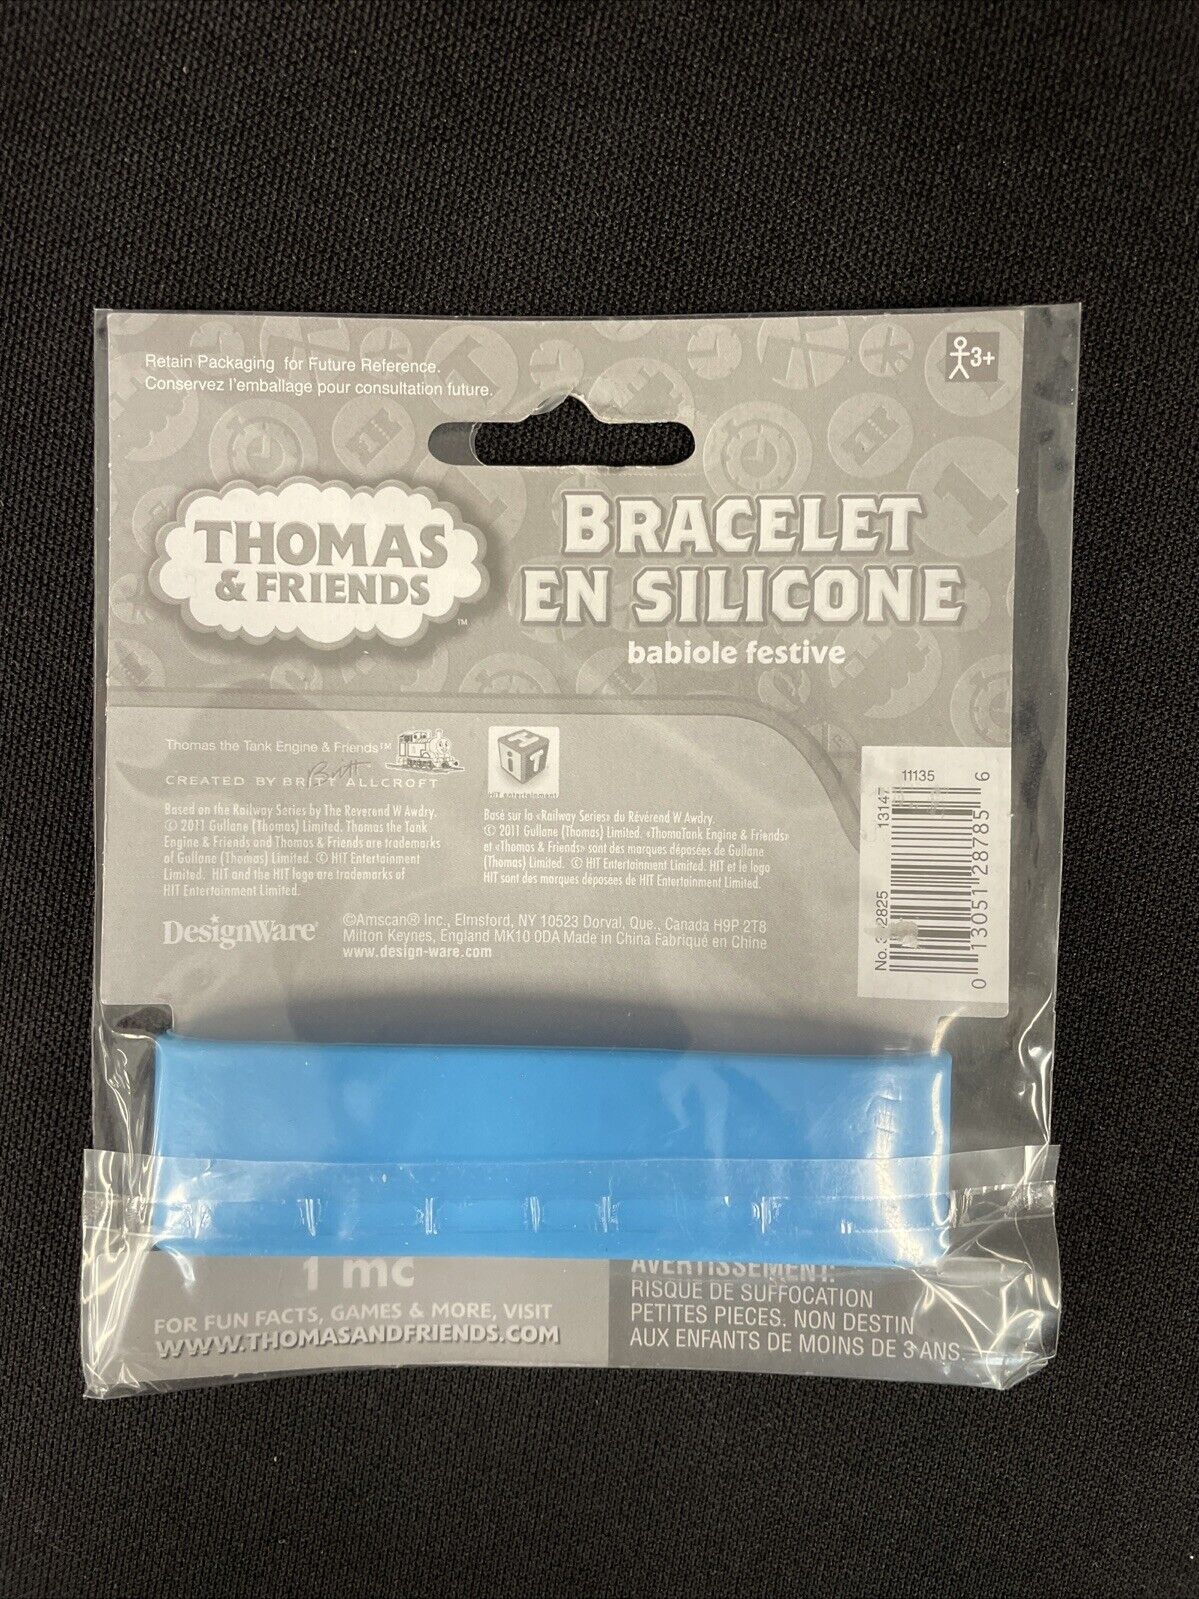 Retain Packaging for Future Reference.
Conservez l'emballage pour consultation future.
3+
THOMAS
& FRIENDS
™
BRACELET
EN SILICONE
babiole festive
Thomas the Tank Engine & Friends™
CREATED BY BRITT ALLCROFT
Based on the Railway Series by The Reverend W Awdry.
© 2011 Gullane (Thomas) Limited. Thomas the Tank
Engine & Friends and Thomas & Friends are trademarks
of Gullane (Thomas) Limited. © HIT Entertainment
Limited. HIT and the HIT logo are trademarks of
HIT Entertainment Limited.
HiT
HiT entertainment
Basé sur la «Railway Series» du Révérend W Awdry.
© 2011 Gullane (Thomas) Limited. «ThomaTank Engine & Friends»
et «Thomas & Friends» sont des marques déposées de Gullane
(Thomas) Limited. © HIT Entertainment Limited. HIT et le logo
HIT sont des marques déposées de HIT Entertainment Limited.
DesignWare®
©Amscan® Inc., Elmsford, NY 10523 Dorval, Que., Canada H9P 2T8
Milton Keynes, England MK10 0DA Made in China Fabriqué en Chine
www.design-ware.com
11135
13147
No. 2825
0 13051 28785 6
1 mc
FOR FUN FACTS, GAMES & MORE, VISIT
WWW.THOMASANDFRIENDS.COM
AVERTISSEMENT:
RISQUE DE SUFFOCATION
PETITES PIECES. NON DESTIN
AUX ENFANTS DE MOINS DE 3 ANS.